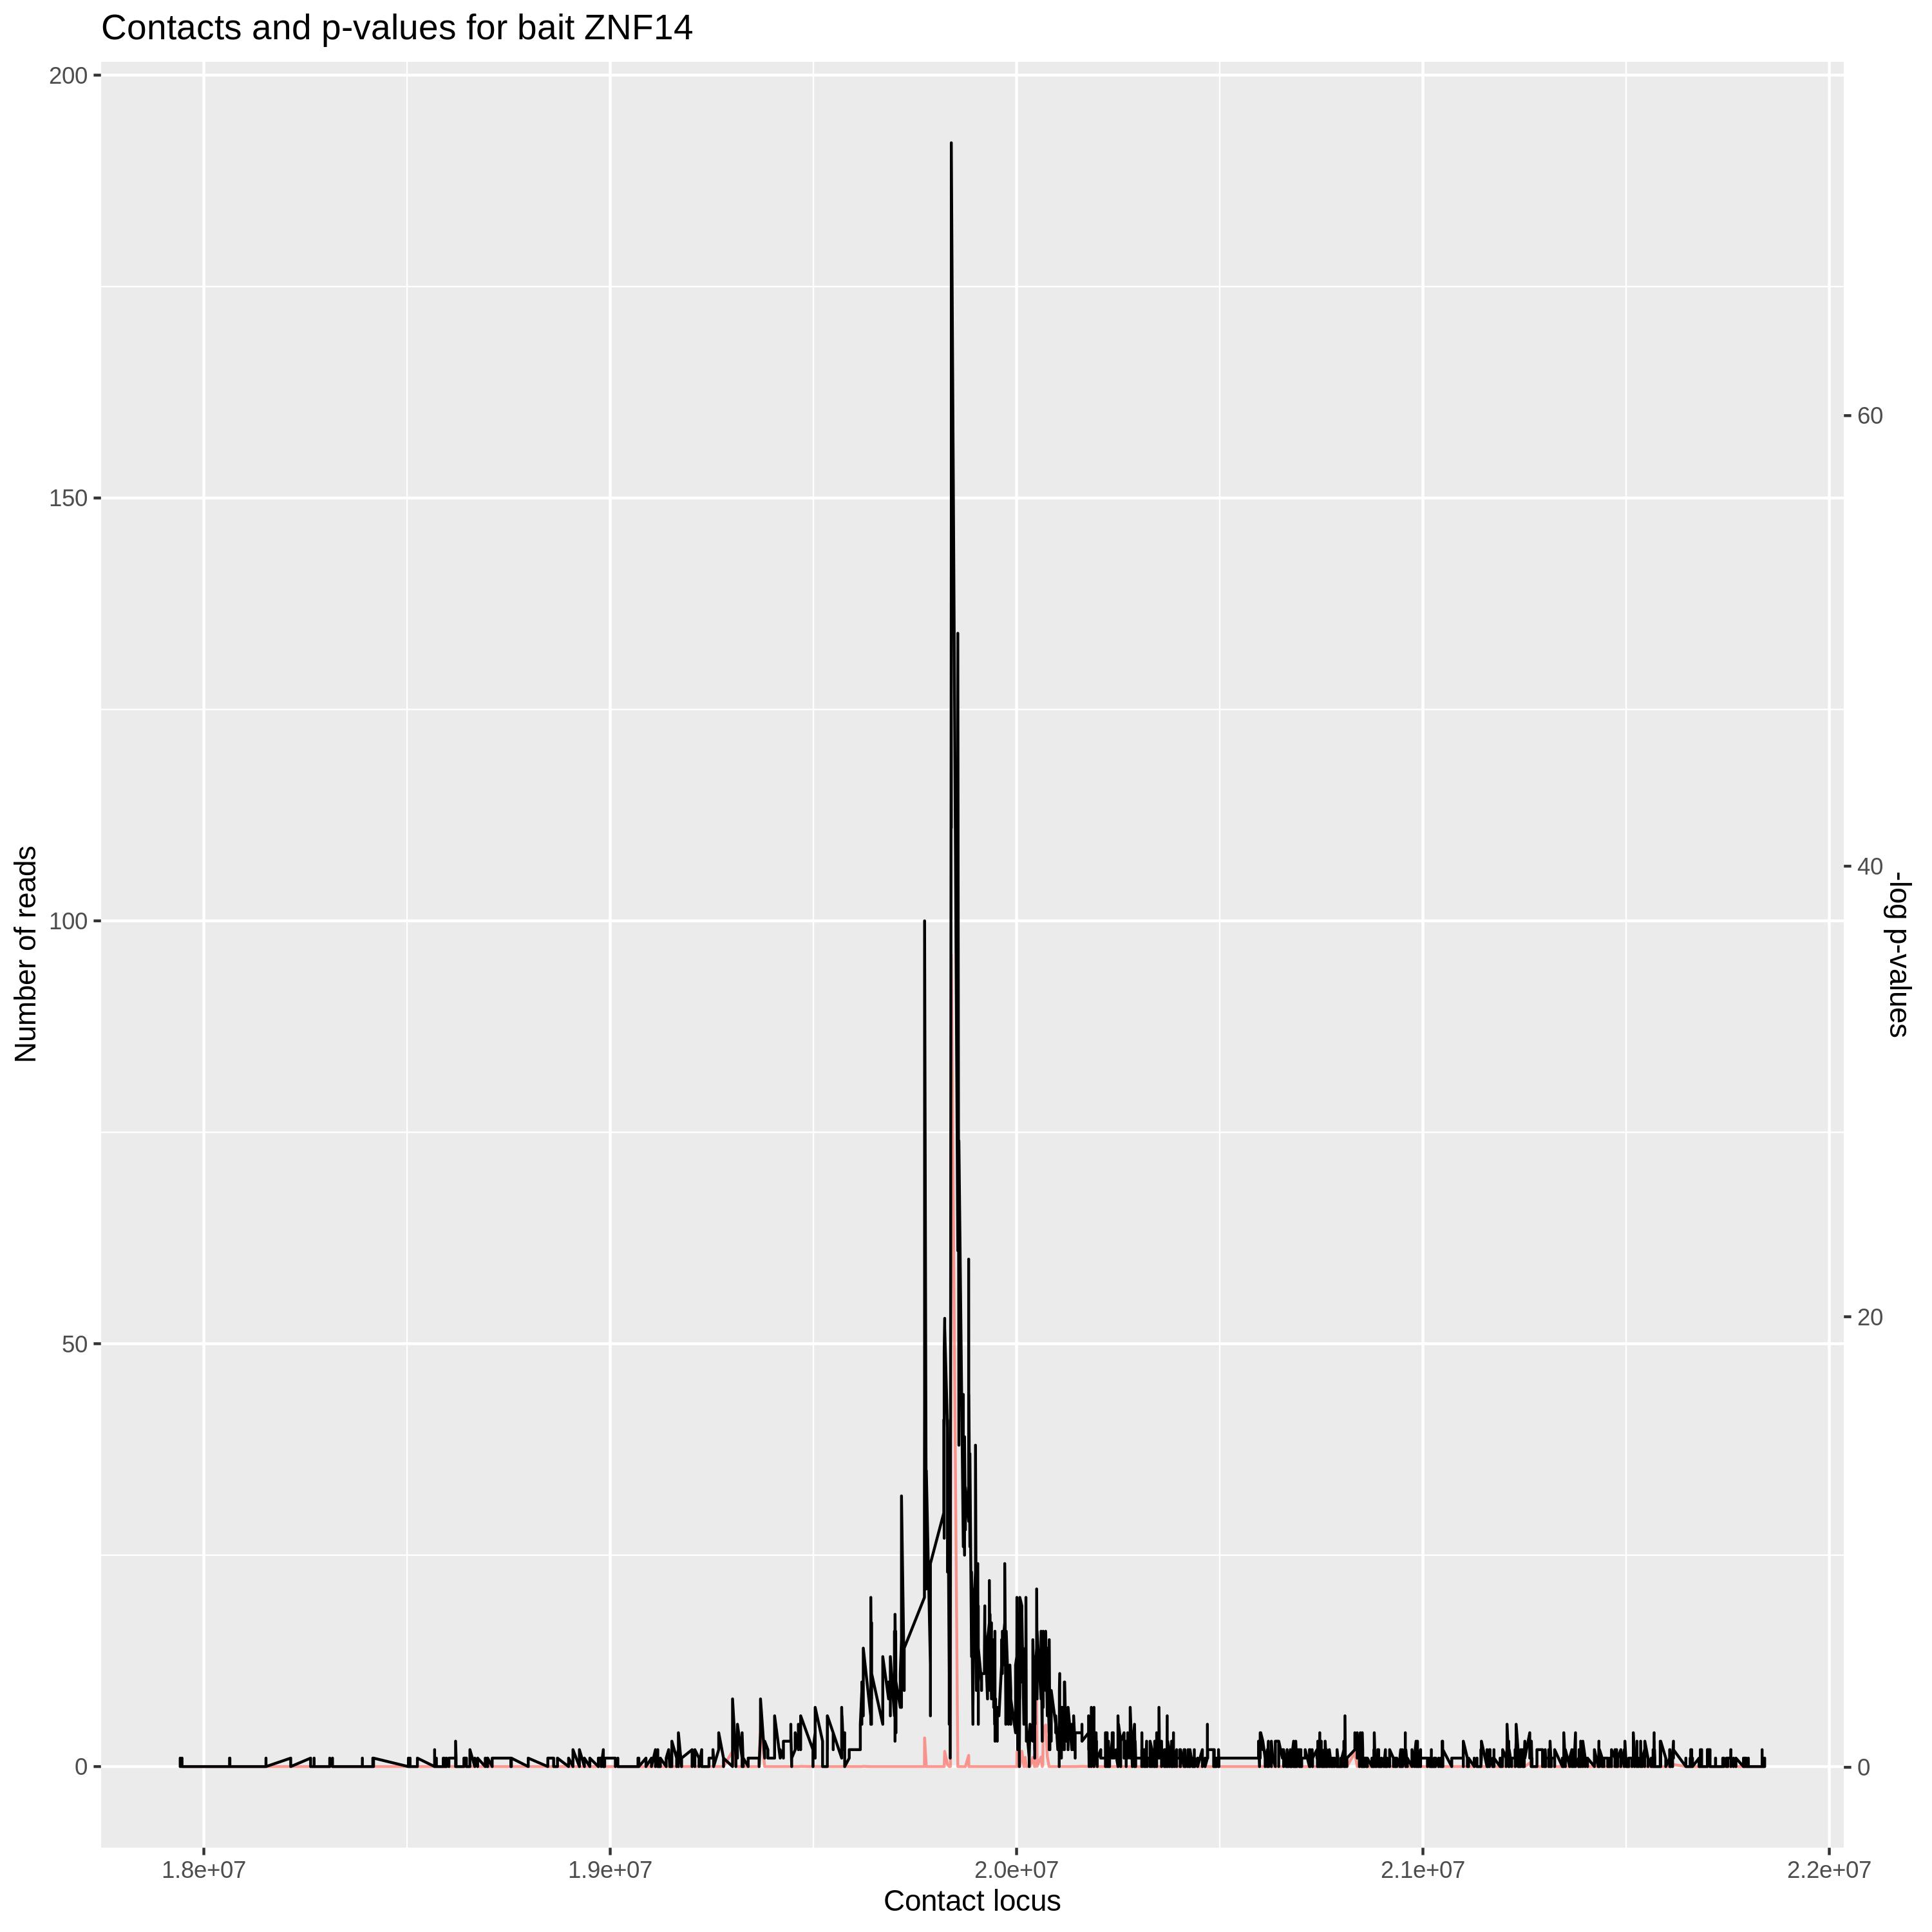 Contacts and p-values for bait ZNF14
200
150
100
50
0
Number of reads
60
40
20
0
-log p-values
1.8e+07 1.9e+07 2.0e+07 2.1e+07 2.2e+07
Contact locus